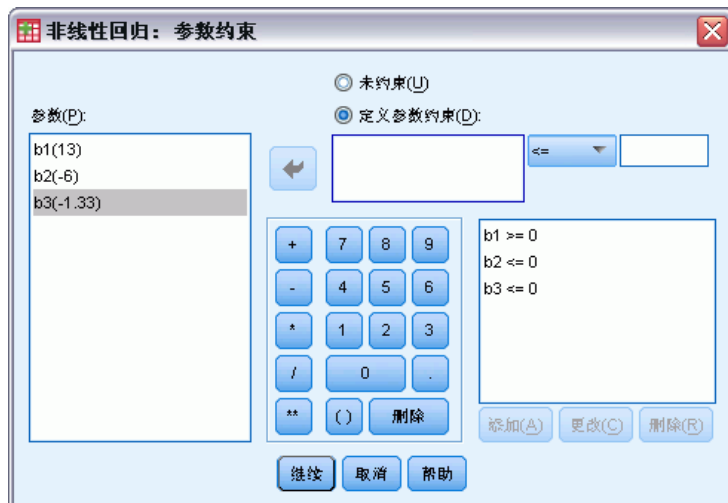 非线性回归：参数约束
未约束(U)
参数(P):
定义参数约束(D):
b1(13)
b2(-6)
b3(-1.33)
<=
+ 7 8 9
- 4 5 6
* 1 2 3
/ 0 .
** ( ) 删除
b1 >= 0
b2 <= 0
b3 <= 0
添加(A) 更改(C) 删除(R)
继续 取消 帮助